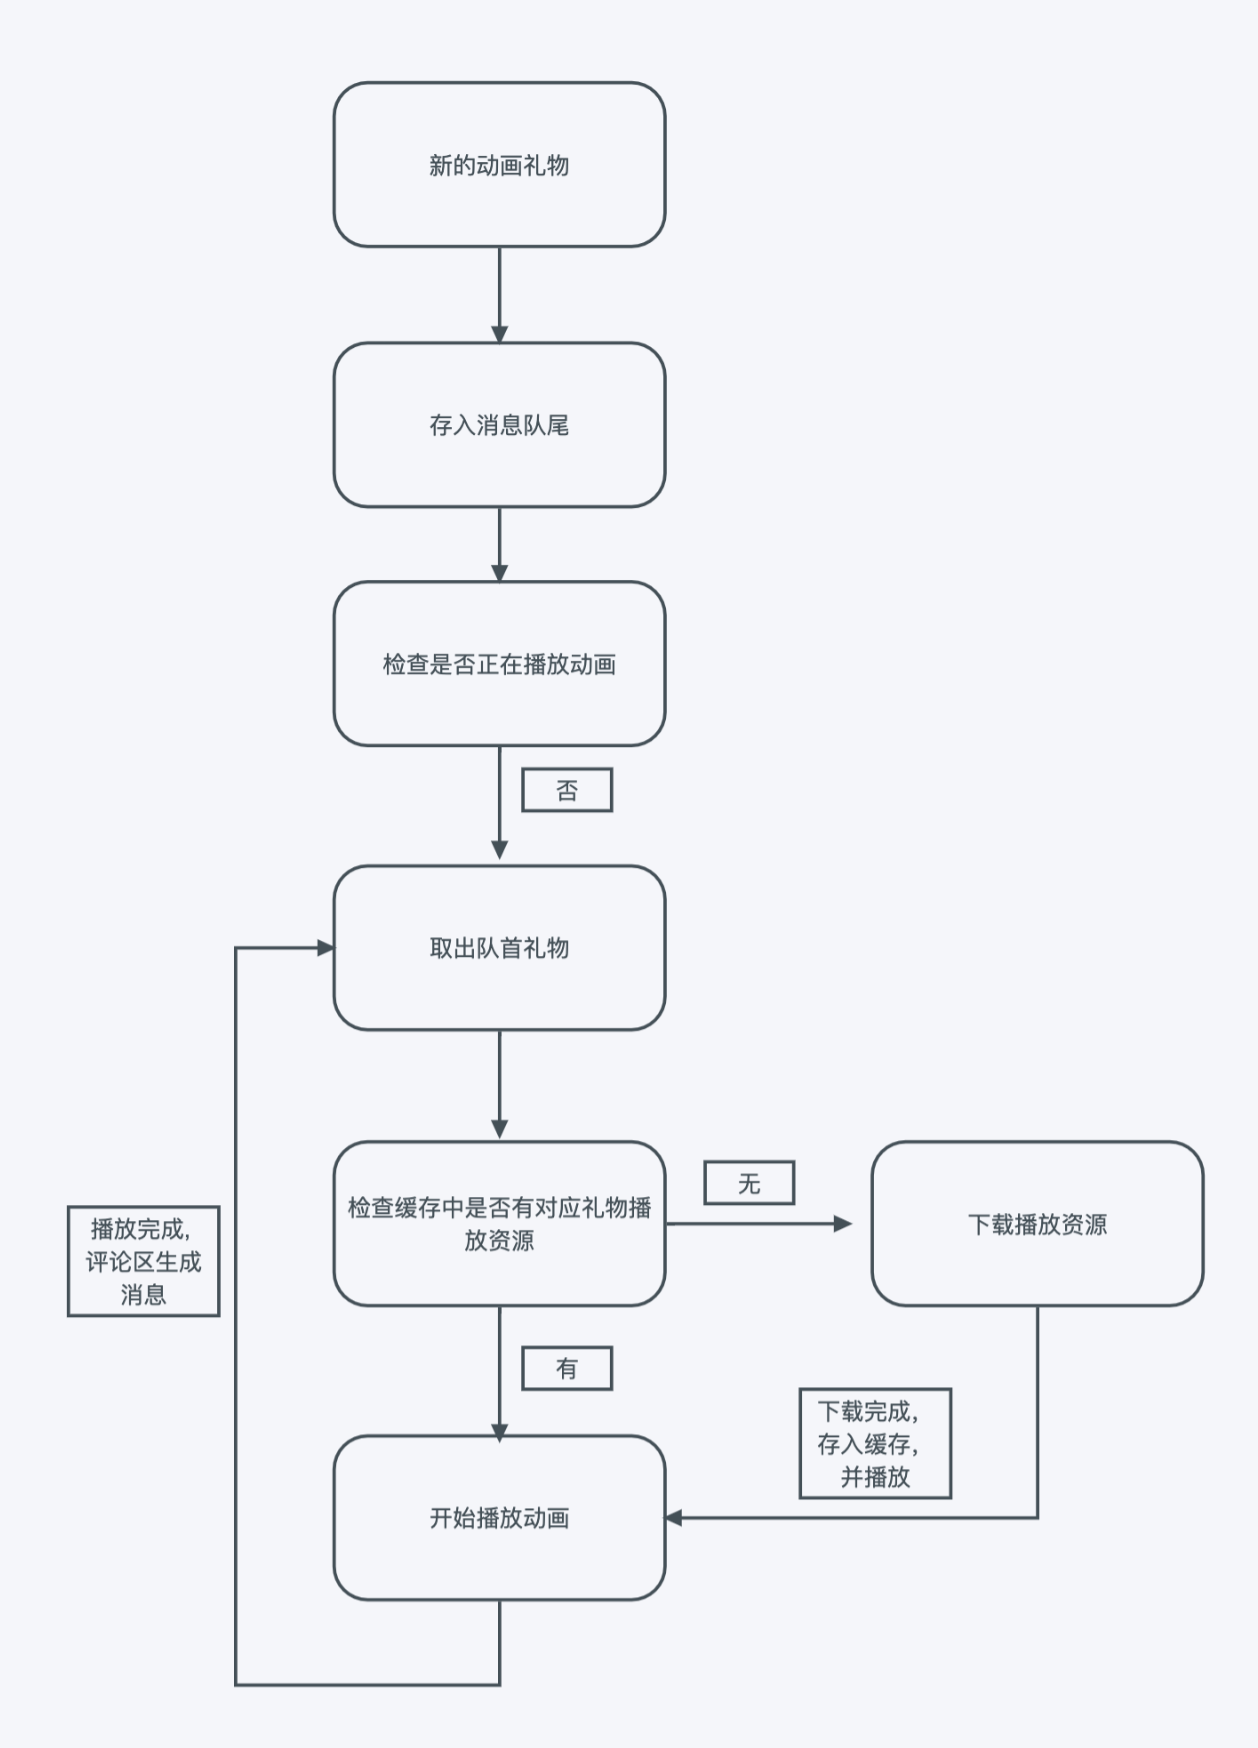 新的动画礼物
存入消息队尾
检查是否正在播放动画
否
取出队首礼物
检查缓存中是否有对应礼物播
放资源
无
下载播放资源
播放完成,
评论区生成
消息
有
下载完成,
存入缓存,
并播放
开始播放动画